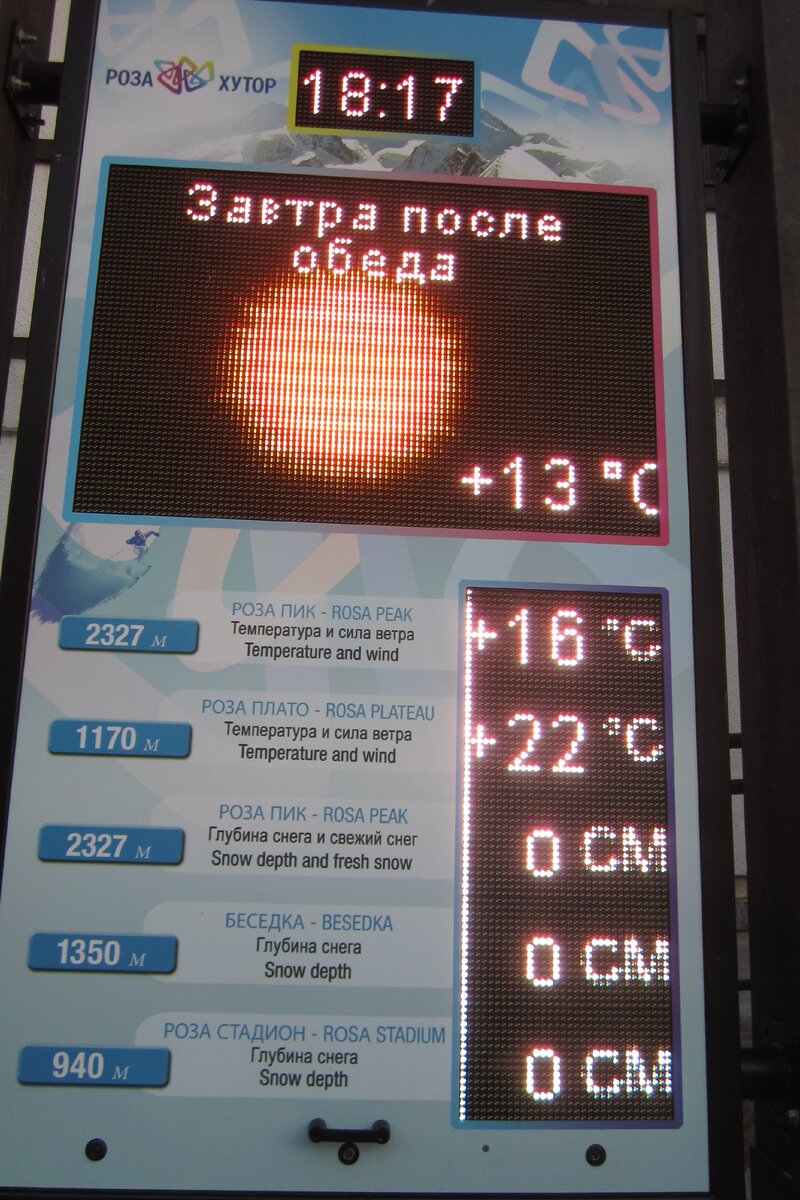 РОЗА ХУТОР
18:17
Завтра после
обеда
+13 °C
2327 м
РОЗА ПИК - ROSA PEAK
Температура и сила ветра
Temperature and wind
+16 °C
1170 м
РОЗА ПЛАТО - ROSA PLATEAU
Температура и сила ветра
Temperature and wind
+22 °C
2327 м
РОЗА ПИК - ROSA PEAK
Глубина снега и свежий снег
Snow depth and fresh snow
0 СМ
1350 м
БЕСЕДКА - BESEDKA
Глубина снега
Snow depth
0 СМ
940 м
РОЗА СТАДИОН - ROSA STADIUM
Глубина снега
Snow depth
0 СМ